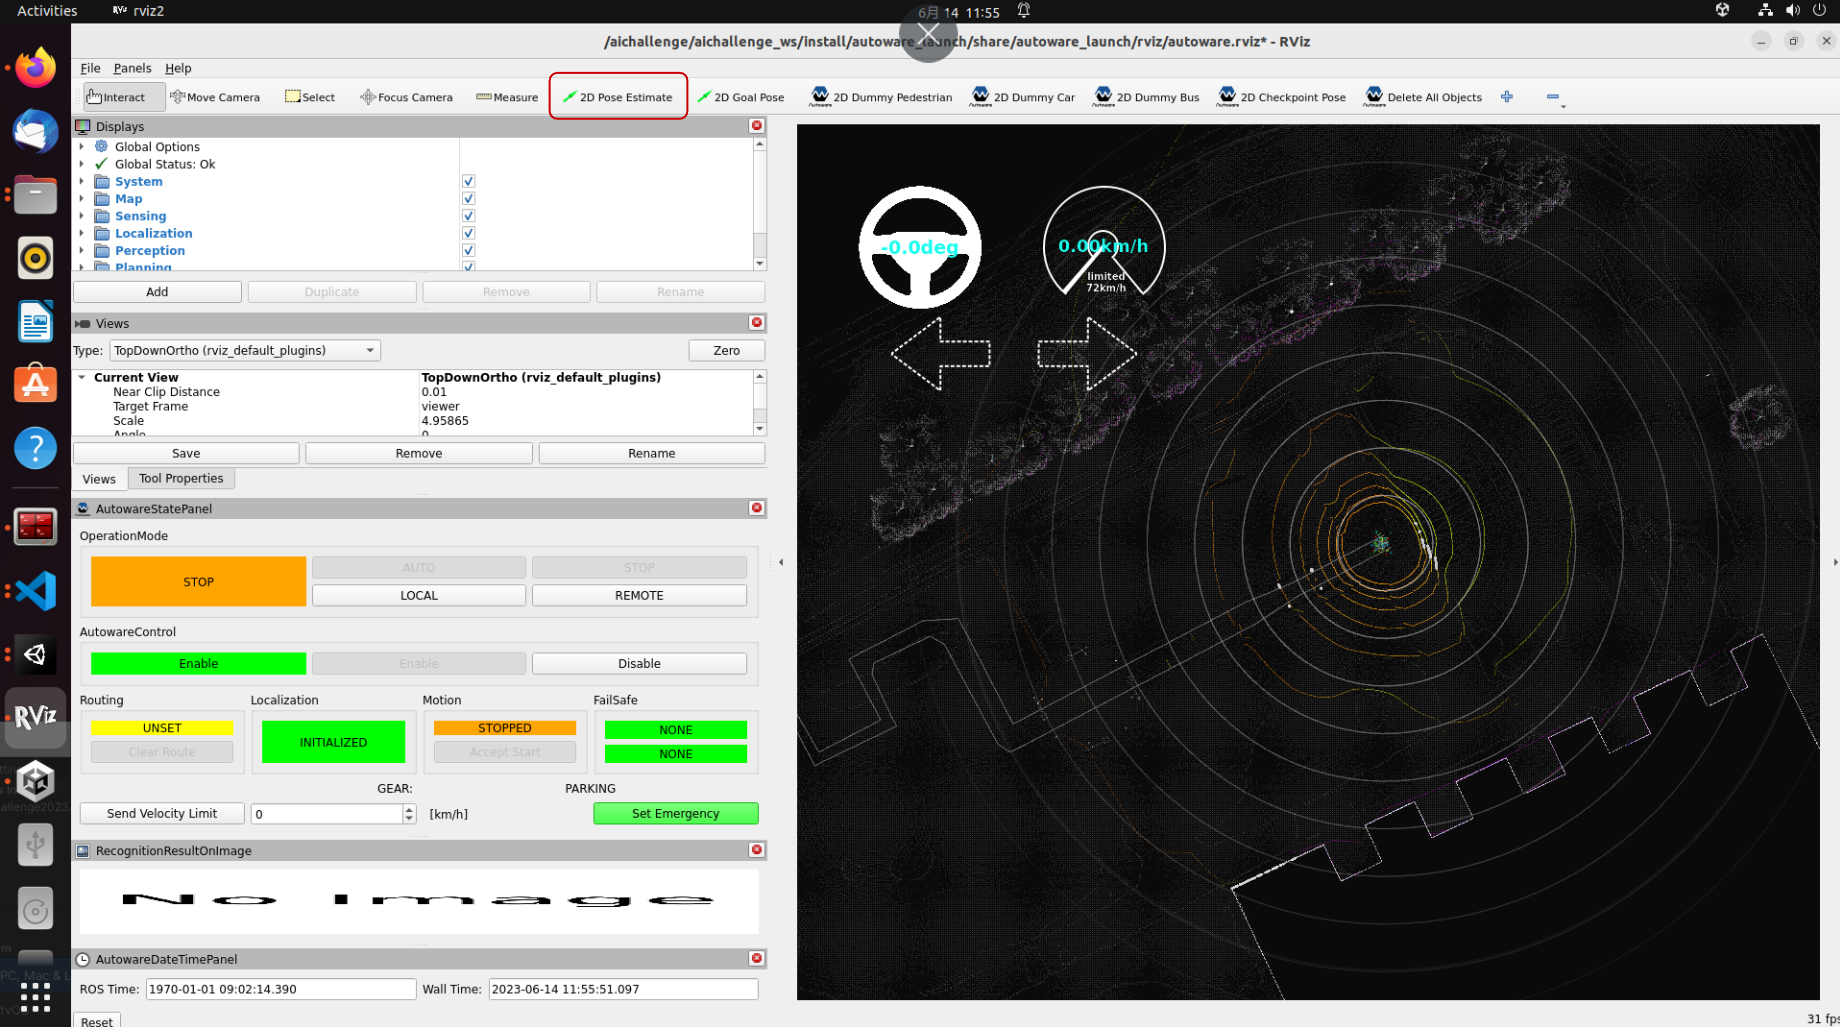 Activities
rviz2
6月 14 11:55
/aichallenge/aichallenge_ws/install/autoware_launch/share/autoware_launch/rviz/autoware.rviz* - RViz
File Panels Help
Interact Move Camera Select Focus Camera Measure 2D Pose Estimate 2D Goal Pose 2D Dummy Pedestrian 2D Dummy Car 2D Dummy Bus 2D Checkpoint Pose Delete All Objects
Displays
Global Options
Global Status: Ok
System
Map
Sensing
Localization
Perception
Planning
Add Duplicate Remove Rename
Views
Type: TopDownOrtho (rviz_default_plugins) Zero
Current View TopDownOrtho (rviz_default_plugins)
Near Clip Distance 0.01
Target Frame viewer
Scale 4.95865
Angle 0
Save Remove Rename
Views Tool Properties
AutowareStatePanel
OperationMode
STOP AUTO STOP
LOCAL REMOTE
AutowareControl
Enable Enable Disable
Routing Localization Motion FailSafe
UNSET INITIALIZED STOPPED NONE
Clear Route Accept Start NONE
GEAR: PARKING
Send Velocity Limit 0 [km/h] Set Emergency
RecognitionResultOnImage
No Image
AutowareDateTimePanel
ROS Time: 1970-01-01 09:02:14.390 Wall Time: 2023-06-14 11:55:51.097
Reset
-0.0deg
0.00km/h
limited
72km/h
31 fps
RViz
allenge2023
PC, Mac & L